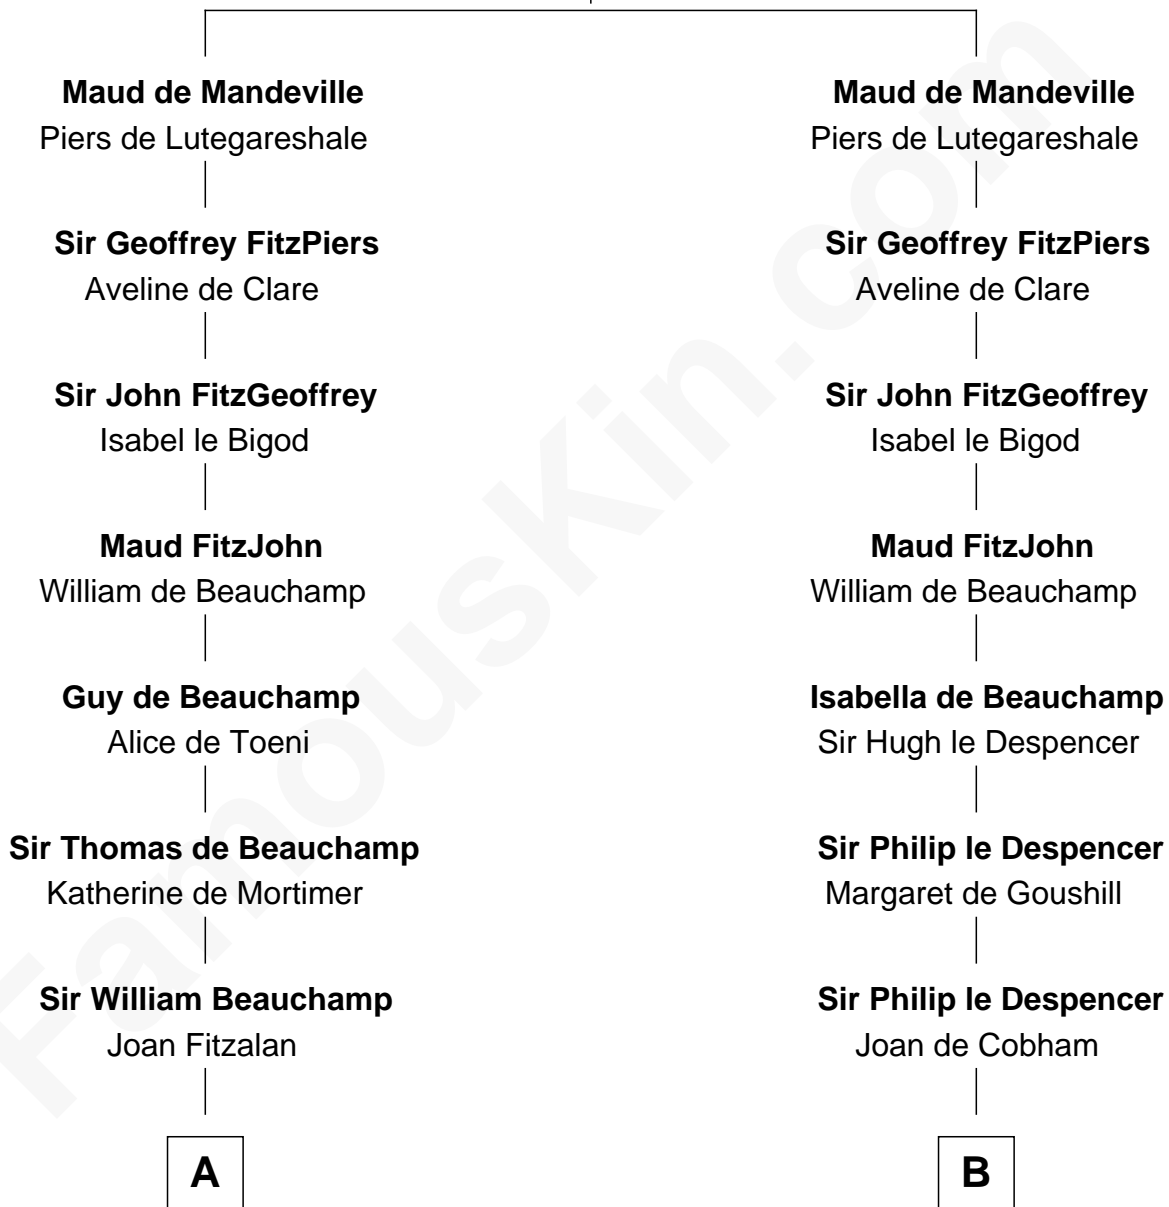 Maud de Mandeville
Piers de Lutegareshale
Sir Geoffrey FitzPiers
Aveline de Clare
Sir John FitzGeoffrey
Isabel le Bigod
Maud FitzJohn
William de Beauchamp
Guy de Beauchamp
Alice de Toeni
Sir Thomas de Beauchamp
Katherine de Mortimer
Sir William Beauchamp
Joan Fitzalan
A
Maud de Mandeville
Piers de Lutegareshale
Sir Geoffrey FitzPiers
Aveline de Clare
Sir John FitzGeoffrey
Isabel le Bigod
Maud FitzJohn
William de Beauchamp
Isabella de Beauchamp
Sir Hugh le Despencer
Sir Philip le Despencer
Margaret de Goushill
Sir Philip le Despencer
Joan de Cobham
B
FamousKin.com